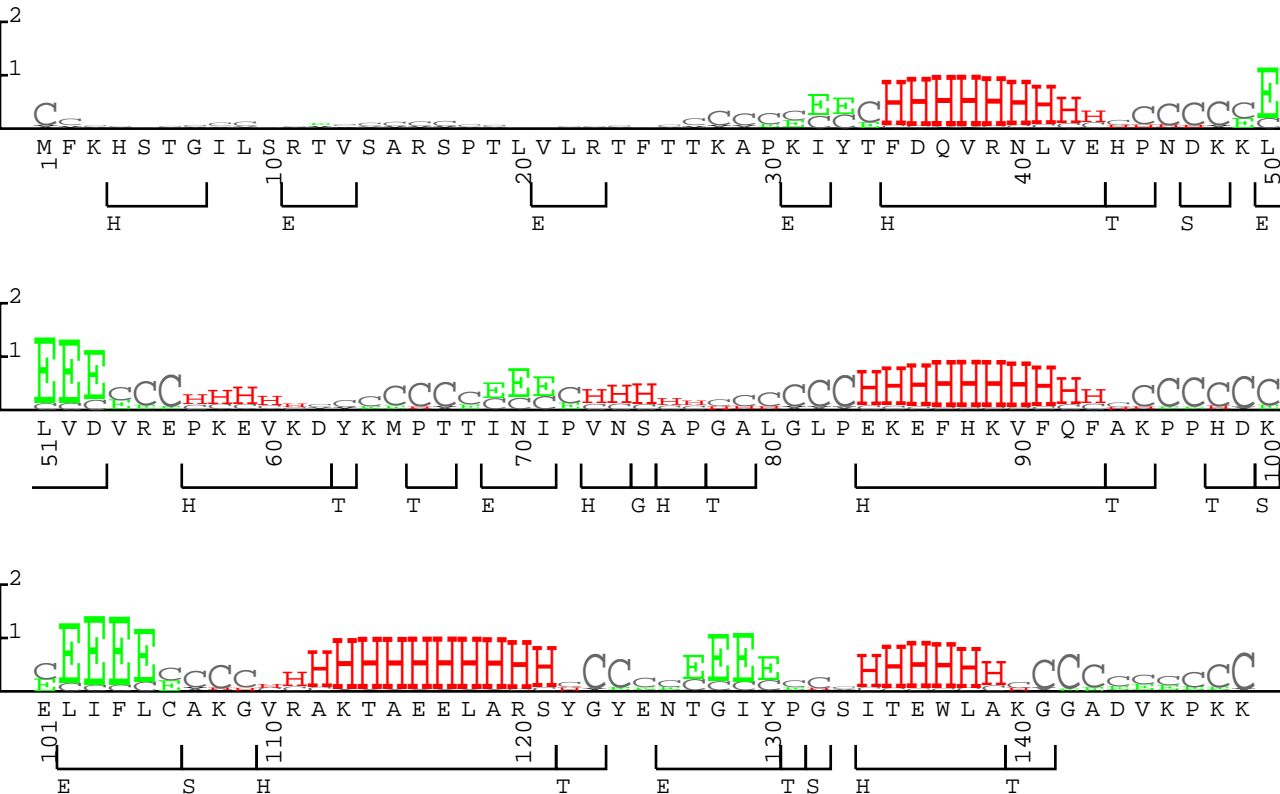 2
1
C C C C C C E E C H H H H H H H H H C C C C C E
M F K H S T G I L S R T V S A R S P T L V L R T F T T K A P K I Y T F D Q V R N L V E H P N D K K L
1 10 20 30 40 50
H E E E H T S E
2
1
E E E C C C H H H H C C C C E E E C H H H C C C C C H H H H H H H H H H C C C C C C
L V D V R E P K E V K D Y K M P T T I N I P V N S A P G A L G L P E K E F H K V F Q F A K P P H D K
51 60 70 80 90 100
H T T E H G H T H T T S
2
1
C E E E E C C C C H H H H H H H H H H H C C C C E E E E C C H H H H H H C C C C C C C C C
E L I F L C A K G V R A K T A E E L A R S Y G Y E N T G I Y P G S I T E W L A K G G A D V K P K K
101 110 120 130 140
E S H T E T S H T